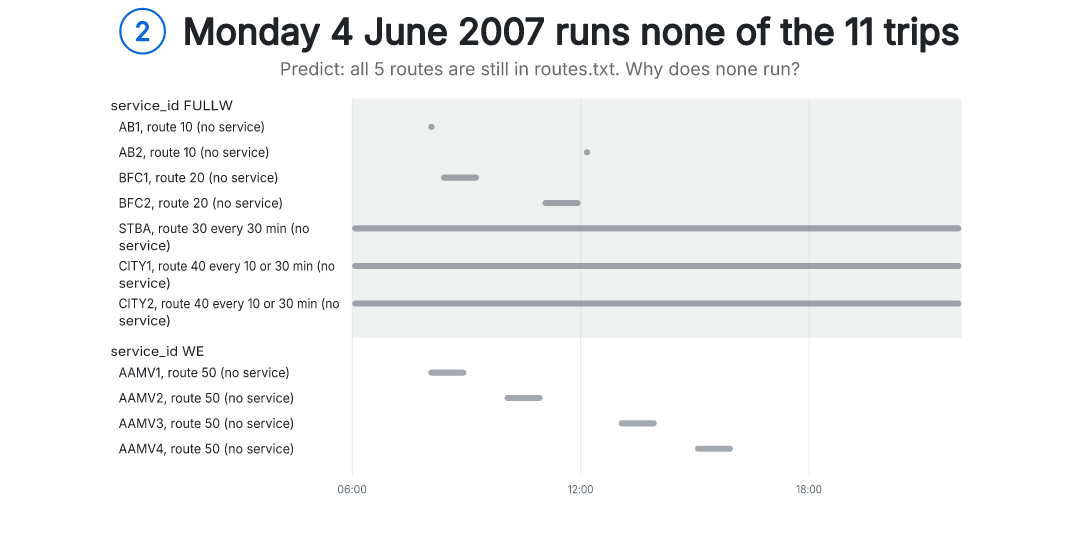 2 Monday 4 June 2007 runs none of the 11 trips
Predict: all 5 routes are still in routes.txt. Why does none run?
service_id FULLW
AB1, route 10 (no service)
AB2, route 10 (no service)
BFC1, route 20 (no service)
BFC2, route 20 (no service)
STBA, route 30 every 30 min (no
service)
CITY1, route 40 every 10 or 30 min (no
service)
CITY2, route 40 every 10 or 30 min (no
service)
service_id WE
AAMV1, route 50 (no service)
AAMV2, route 50 (no service)
AAMV3, route 50 (no service)
AAMV4, route 50 (no service)
06:00 12:00 18:00